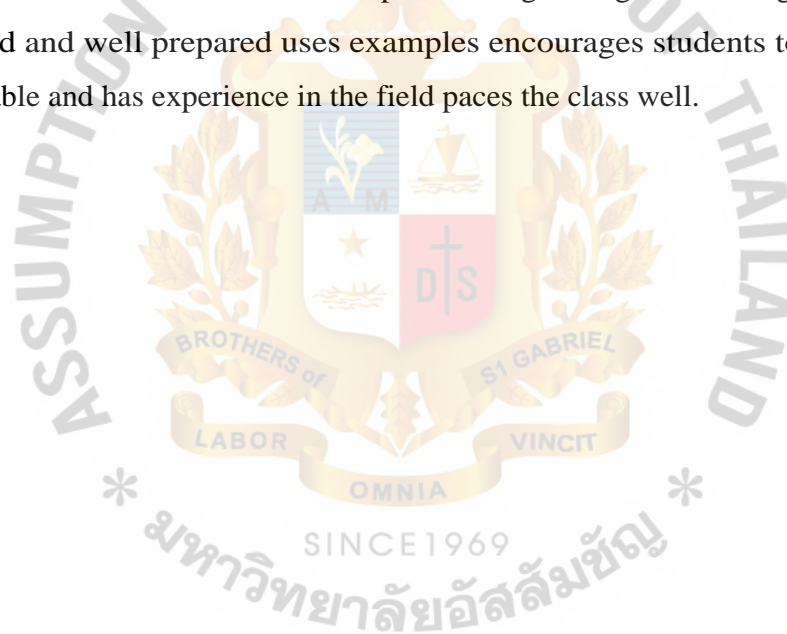 d and well prepared uses examples encourages students to
able and has experience in the field paces the class well.
ASSUMPTION
THAILAND
A M
D S
BROTHERS of
S1 GABRIEL
LABOR
VINCIT
OMNIA
* *
SINCE1969
มหาวิทยาลัยอัสสัมชัญ